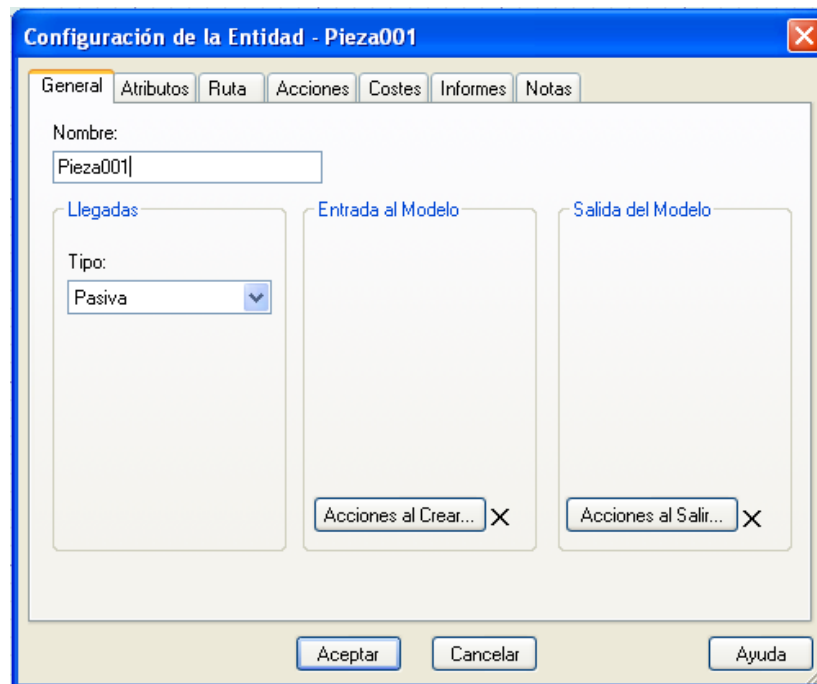 Configuración de la Entidad - Pieza001
General Atributos Ruta Acciones Costes Informes Notas
Nombre:
Pieza001
Llegadas Entrada al Modelo Salida del Modelo
Tipo:
Pasiva
Acciones al Crear... Acciones al Salir...
Aceptar Cancelar Ayuda